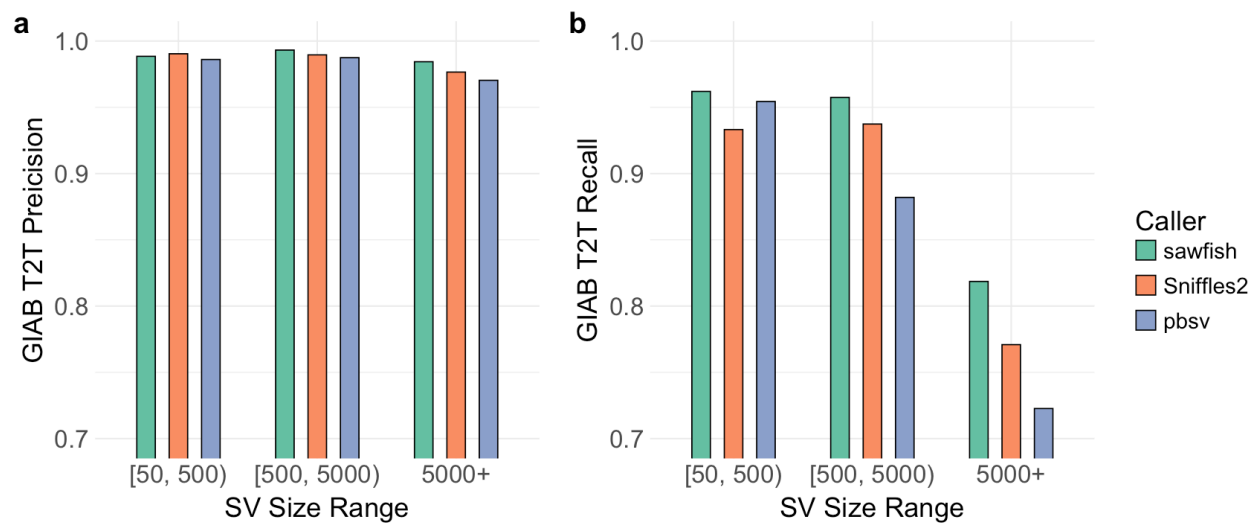 a
1.0
0.9
0.8
0.7
GIAB T2T Preicision
[50, 500)
[500, 5000)
5000+
SV Size Range
b
1.0
0.9
0.8
0.7
GIAB T2T Recall
[50, 500)
[500, 5000)
5000+
SV Size Range
Caller
sawfish
Sniffles2
pbsv